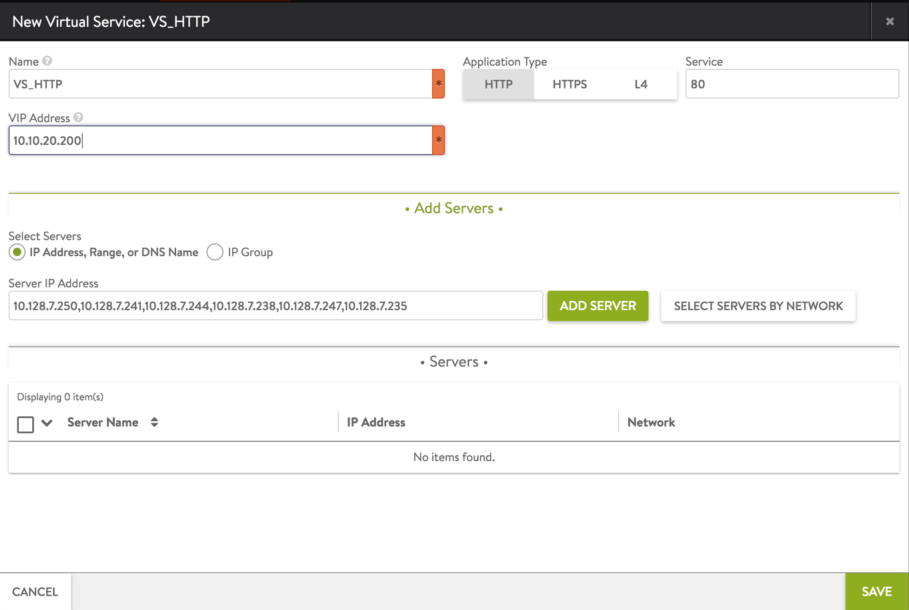 New Virtual Service: VS_HTTP
Name
Application Type
Service
VS_HTTP *
HTTP HTTPS L4
80
VIP Address
10.10.20.200 *
• Add Servers •
Select Servers
IP Address, Range, or DNS Name IP Group
Server IP Address
10.128.7.250,10.128.7.241,10.128.7.244,10.128.7.238,10.128.7.247,10.128.7.235
ADD SERVER
SELECT SERVERS BY NETWORK
• Servers •
Displaying 0 item(s)
Server Name IP Address Network
No items found.
CANCEL SAVE